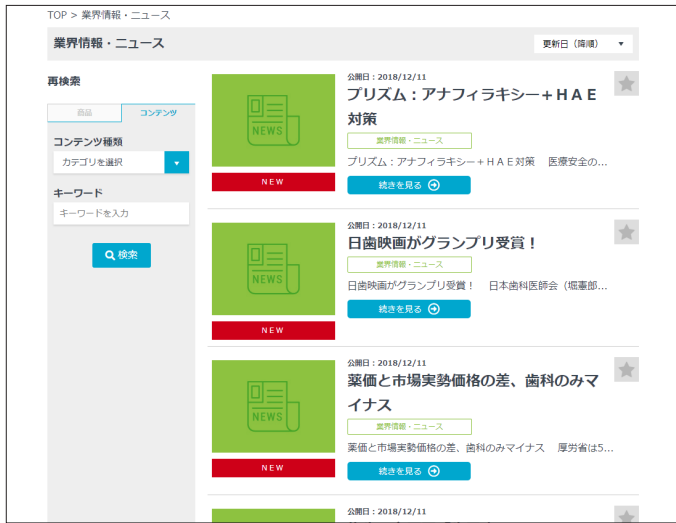 TOP > 業界情報・ニュース
業界情報・ニュース
更新日（降順）
再検索
商品
コンテンツ
コンテンツ種類
カテゴリを選択
キーワード
キーワードを入力
検索
NEWS
NEW
公開日：2018/12/11
プリズム：アナフィラキシー＋ＨＡＥ
対策
業界情報・ニュース
プリズム：アナフィラキシー＋ＨＡＥ対策　医療安全の...
続きを見る
NEWS
NEW
公開日：2018/12/11
日歯映画がグランプリ受賞！
業界情報・ニュース
日歯映画がグランプリ受賞！　日本歯科医師会（堀憲郎...
続きを見る
NEWS
NEW
公開日：2018/12/11
薬価と市場実勢価格の差、歯科のみマ
イナス
業界情報・ニュース
薬価と市場実勢価格の差、歯科のみマイナス　厚労省は5...
続きを見る
公開日：2018/12/11